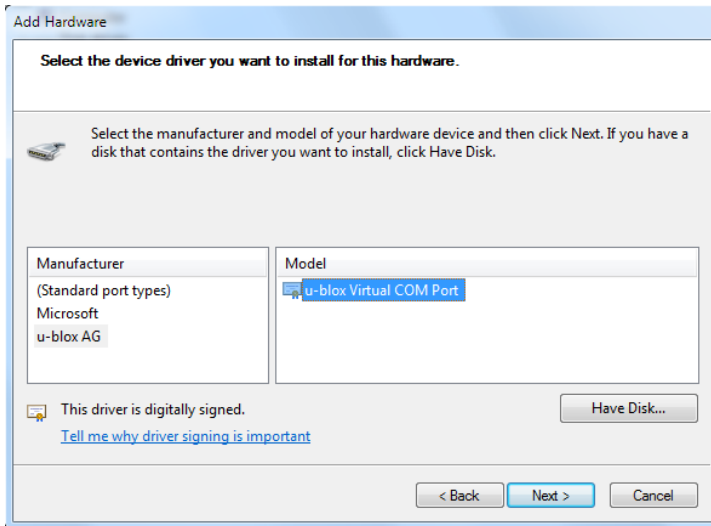 Add Hardware
Select the device driver you want to install for this hardware.
Select the manufacturer and model of your hardware device and then click Next. If you have a
disk that contains the driver you want to install, click Have Disk.
Manufacturer
(Standard port types)
Microsoft
u-blox AG
Model
u-blox Virtual COM Port
This driver is digitally signed.
Tell me why driver signing is important
Have Disk...
< Back
Next >
Cancel